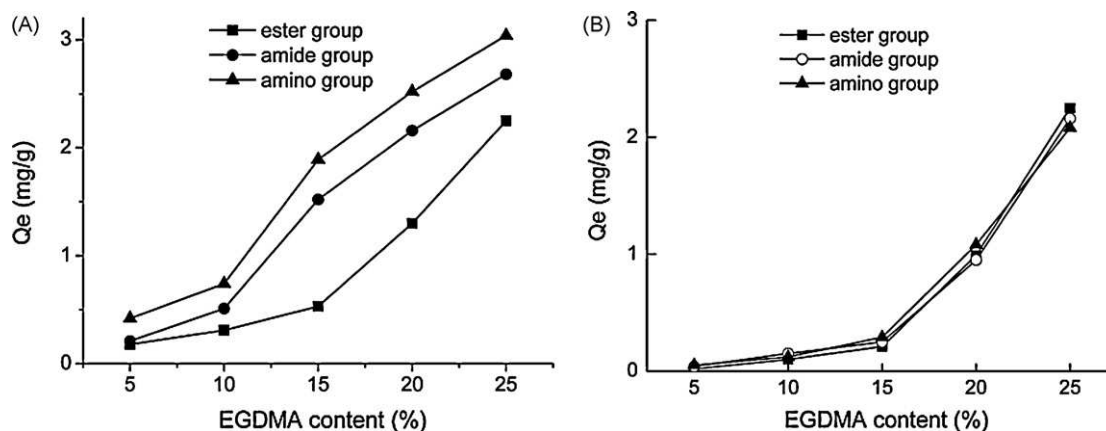 (A)
ester group
amide group
amino group
3
2
1
0
Qe (mg/g)
5 10 15 20 25
EGDMA content (%)
(B)
ester group
amide group
amino group
3
2
1
0
Qe (mg/g)
5 10 15 20 25
EGDMA content (%)